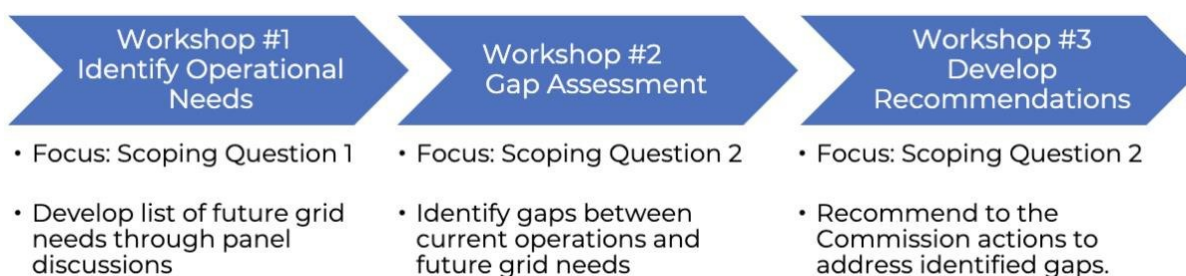 Workshop #1
Identify Operational
Needs
Workshop #2
Gap Assessment
Workshop #3
Develop
Recommendations
• Focus: Scoping Question 1
• Develop list of future grid
needs through panel
discussions
• Focus: Scoping Question 2
• Identify gaps between
current operations and
future grid needs
• Focus: Scoping Question 2
• Recommend to the
Commission actions to
address identified gaps.